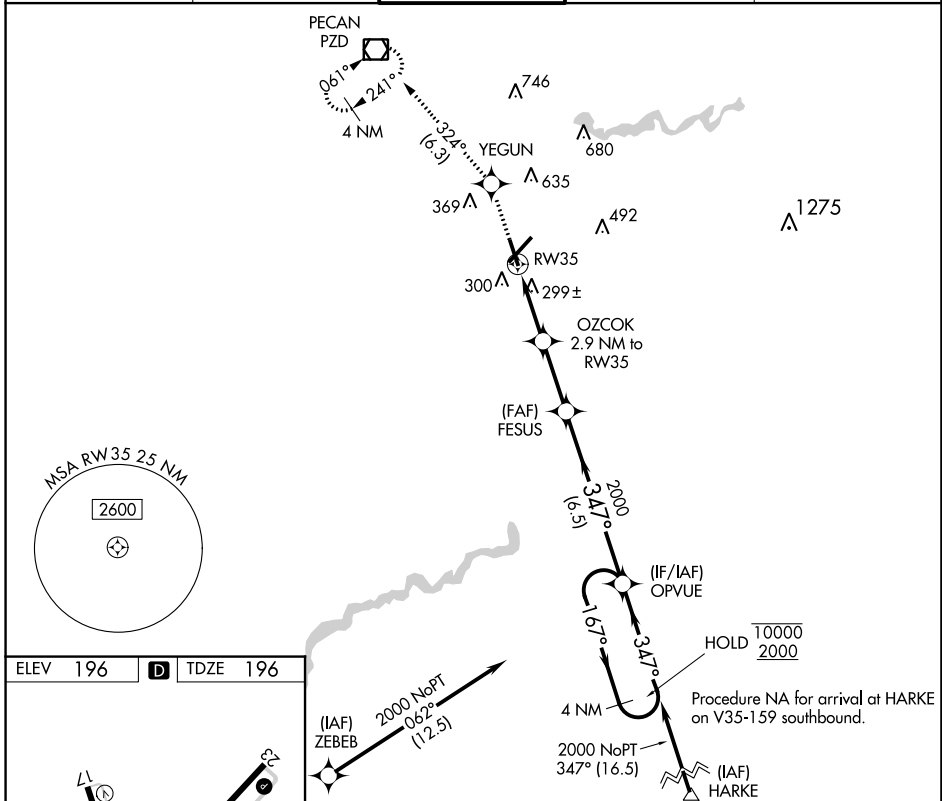 PECAN
PZD
061°
241°
4 NM
324°
(6.3)
746
680
YEGUN
635
369
492
1275
RW35
300
299±
OZCOK
2.9 NM to
RW35
(FAF)
FESUS
MSA RW35 25 NM
2600
2000
347°
(6.5)
(IF/IAF)
OPVUE
167°
347°
HOLD
10000
2000
4 NM
Procedure NA for arrival at HARKE
on V35-159 southbound.
2000 NoPT
347° (16.5)
(IAF)
HARKE
2000 NoPT
062°
(12.5)
(IAF)
ZEBEB
ELEV 196 D TDZE 196
17
V
23
P